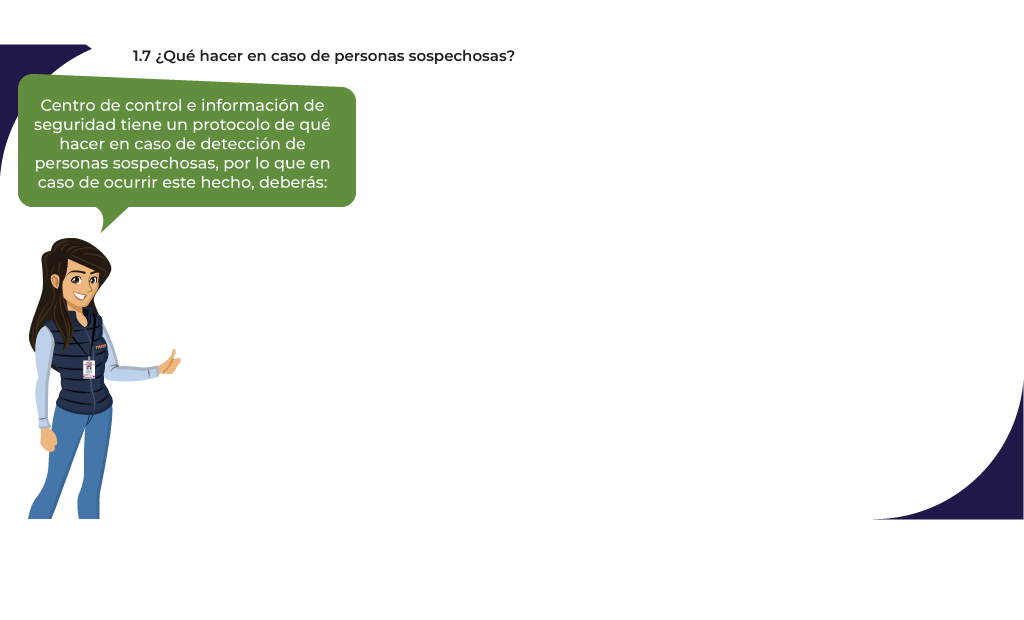 1.7 ¿Qué hacer en caso de personas sospechosas?
Centro de control e información de
seguridad tiene un protocolo de qué
hacer en caso de detección de
personas sospechosas, por lo que en
caso de ocurrir este hecho, deberás: